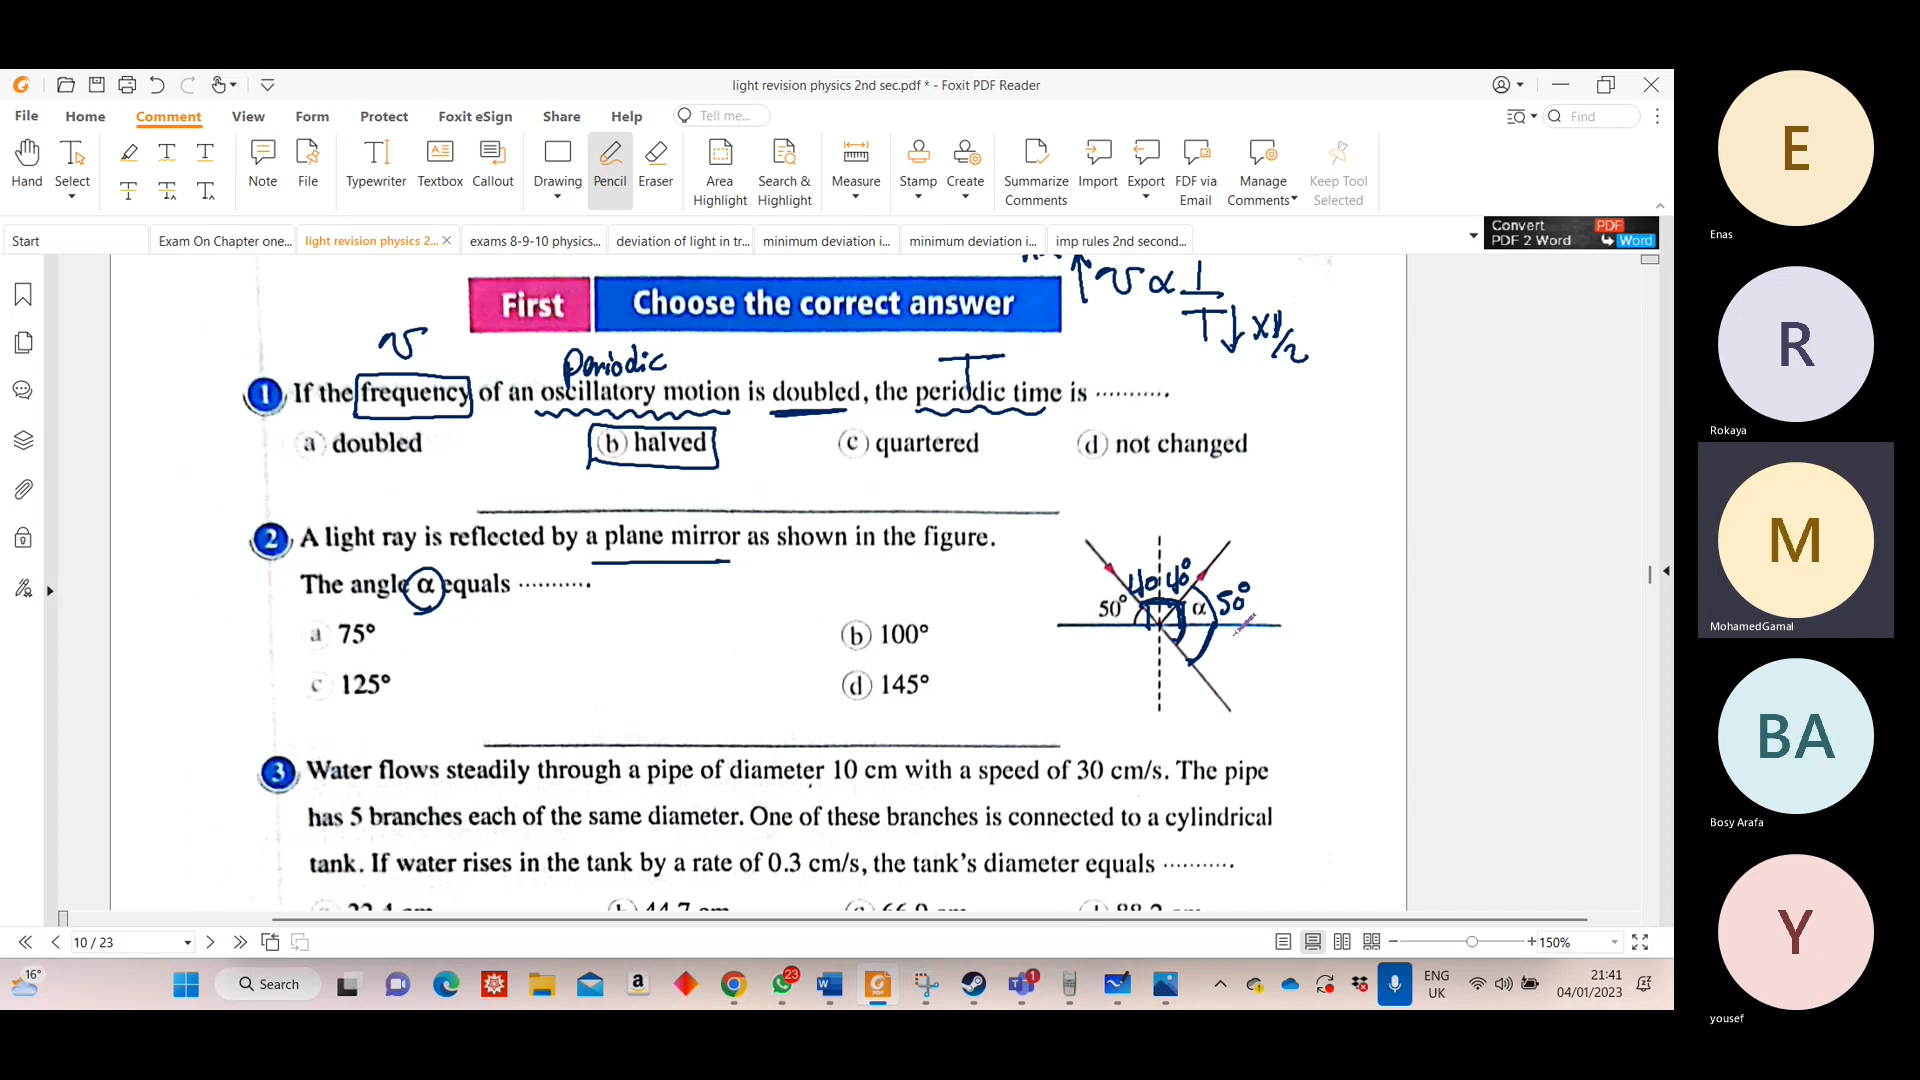 light revision physics 2nd sec.pdf * - Foxit PDF Reader
File Home Comment View Form Protect Foxit eSign Share Help Tell me... Find
Hand Select Note File Typewriter Textbox Callout Drawing Pencil Eraser Area Highlight Search & Highlight Measure Stamp Create Summarize Comments Import Export FDF via Email Manage Comments Keep Tool Selected
Start Exam On Chapter one... light revision physics 2... exams 8-9-10 physics... deviation of light in tr... minimum deviation i... minimum deviation i... imp rules 2nd second...
Convert PDF
PDF 2 Word Word
First Choose the correct answer
↑ υ α 1
T ↓ x 1/2
υ Periodic T
1 If the frequency of an oscillatory motion is doubled, the periodic time is ..........
a doubled b halved c quartered d not changed
2 A light ray is reflected by a plane mirror as shown in the figure.
The angle α equals ..........
40 40°
50° α 50°
a 75° b 100°
c 125° d 145°
3 Water flows steadily through a pipe of diameter 10 cm with a speed of 30 cm/s. The pipe
has 5 branches each of the same diameter. One of these branches is connected to a cylindrical
tank. If water rises in the tank by a rate of 0.3 cm/s, the tank's diameter equals ..........
10 / 23 150%
16° Search 23 1 ENG
UK 21:41
04/01/2023
E
Enas
R
Rokaya
M
MohamedGamal
BA
Bosy Arafa
Y
yousef